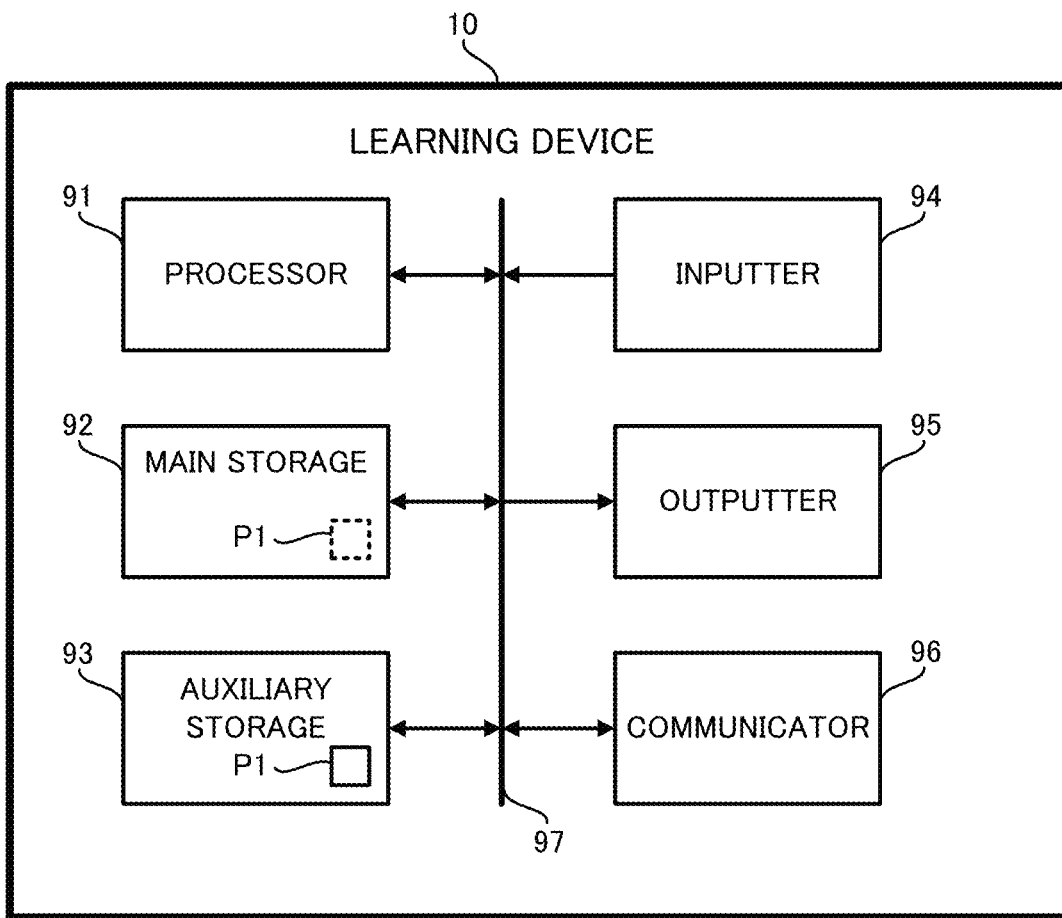 10
LEARNING DEVICE
91
PROCESSOR
94
INPUTTER
92
MAIN STORAGE
P1
95
OUTPUTTER
93
AUXILIARY
STORAGE
P1
96
COMMUNICATOR
97